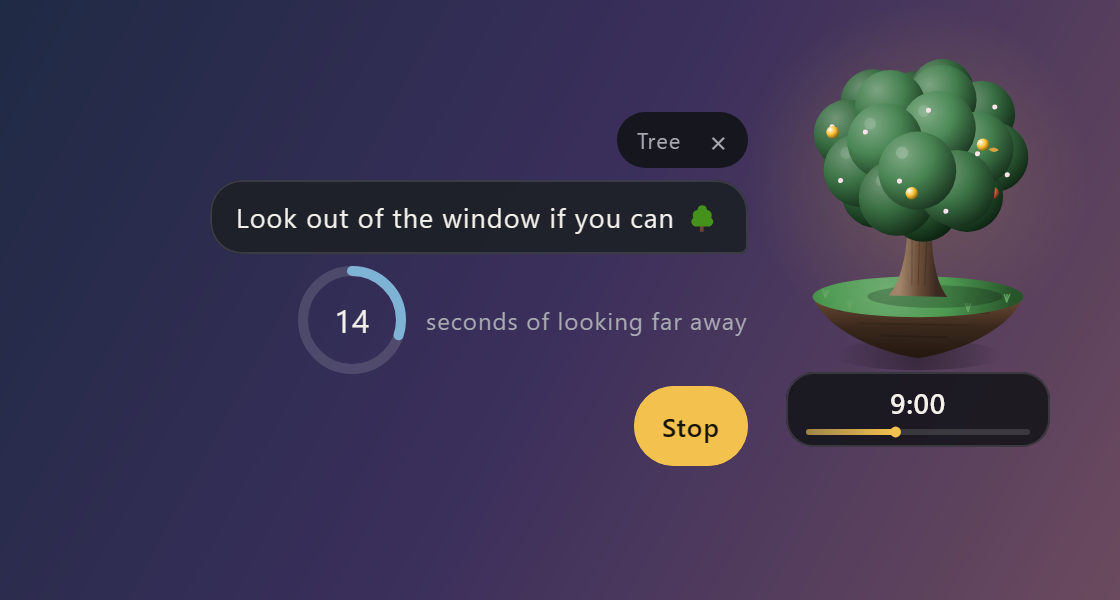 Tree ×
Look out of the window if you can 🌳
14
seconds of looking far away
Stop
9:00